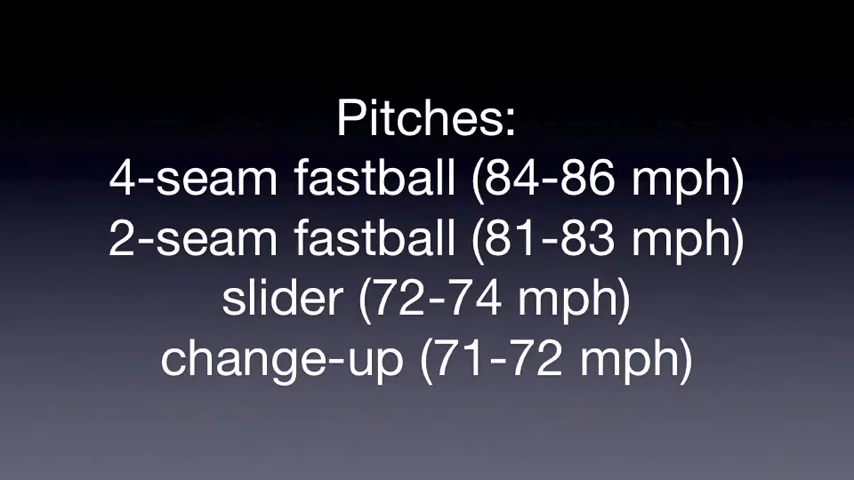 Pitches:
4-seam fastball (84-86 mph)
2-seam fastball (81-83 mph)
slider (72-74 mph)
change-up (71-72 mph)